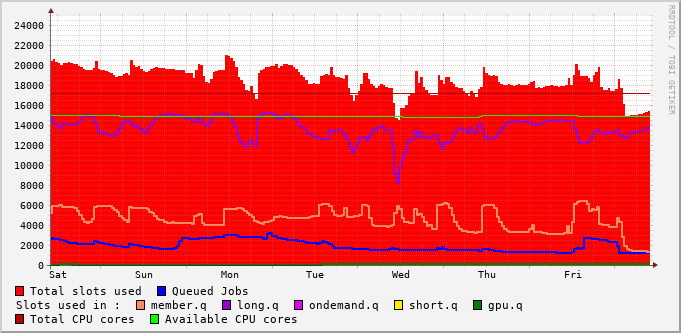 RRDTOOL / TOBI OETIKER
24000
22000
20000
18000
16000
14000
12000
10000
8000
6000
4000
2000
0
Sat Sun Mon Tue Wed Thu Fri
Total slots used Queued Jobs
Slots used in : member.q long.q ondemand.q short.q gpu.q
Total CPU cores Available CPU cores